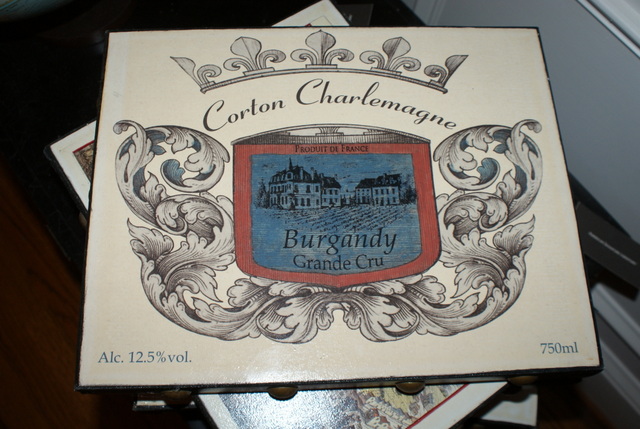 Corton Charlemagne
PRODUIT DE FRANCE
Burgandy
Grande Cru
Alc. 12.5%vol.
750ml